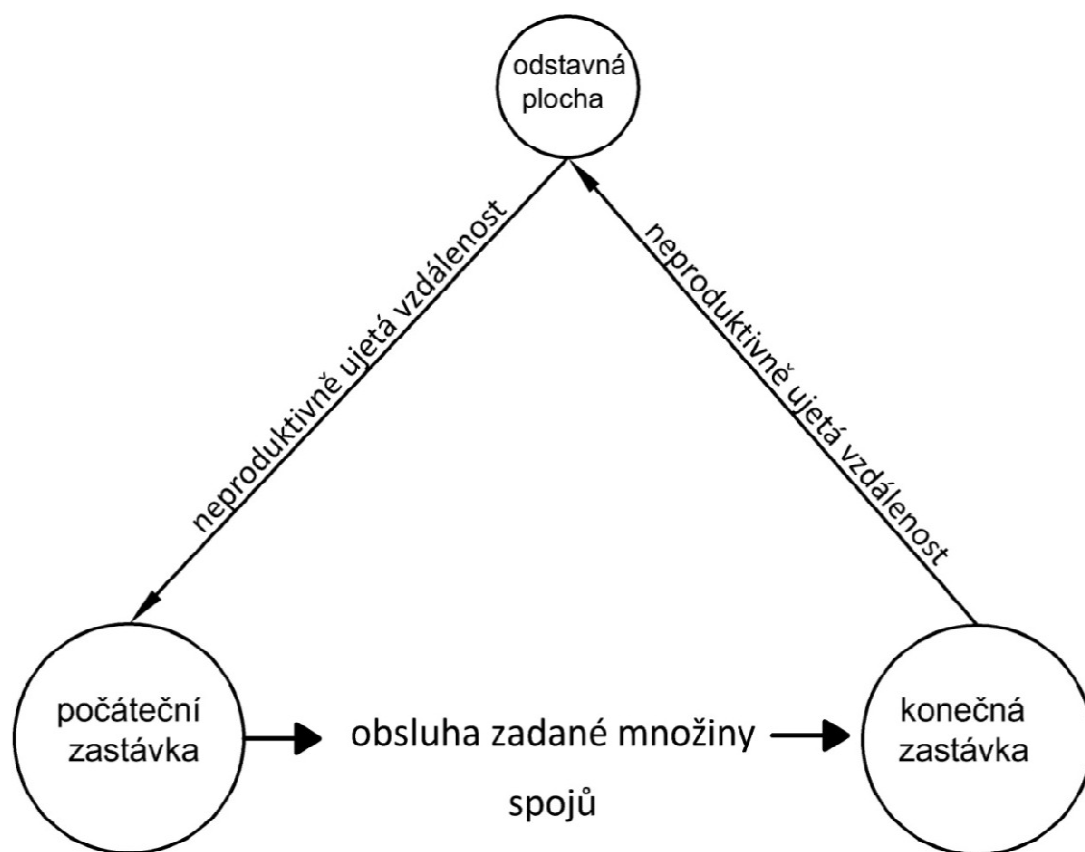 odstavná
plocha
neproduktivně ujetá vzdálenost
neproduktivně ujetá vzdálenost
počáteční
zastávka
obsluha zadané množiny
spojů
konečná
zastávka